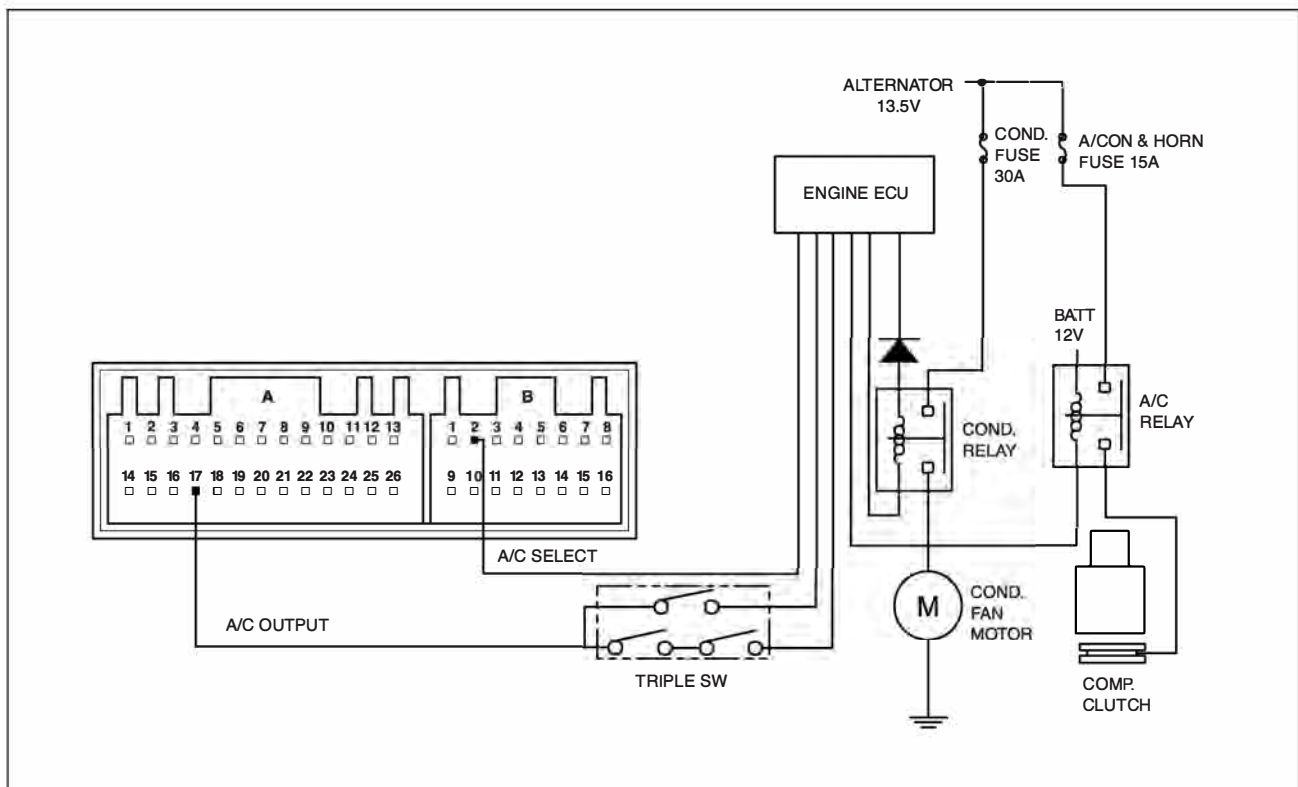 ALTERNATOR
13.5V
COND.
FUSE
30A
A/CON & HORN
FUSE 15A
ENGINE ECU
BATT
12V
A/C
RELAY
COND.
RELAY
A B
1 2 3 4 5 6 7 8 9 10 11 12 13 1 2 3 4 5 6 7 8
14 15 16 17 18 19 20 21 22 23 24 25 26 9 10 11 12 13 14 15 16
A/C SELECT
A/C OUTPUT
TRIPLE SW
M
COND.
FAN
MOTOR
COMP.
CLUTCH